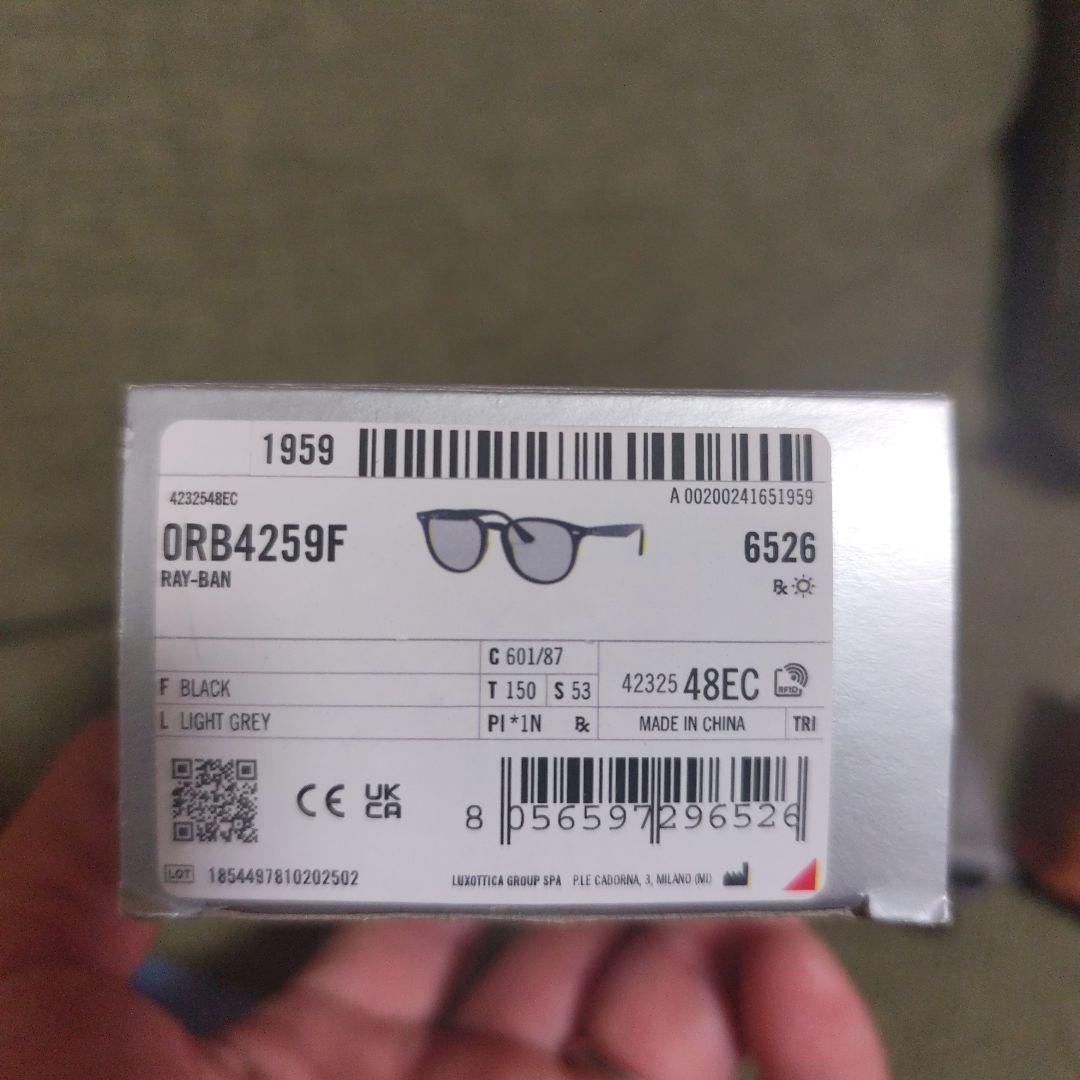 1959
4232548EC
A 00200241651959
0RB4259F
6526
RAY-BAN
Rx
C 601/87
F BLACK
T 150 S 53
42325 48EC RFID
L LIGHT GREY
PI *1N Rx
MADE IN CHINA
TRI
CE UK CA
8 056597 296526
LOT 1854497810202502
LUXOTTICA GROUP SPA P.LE CADORNA, 3, MILANO (MI)